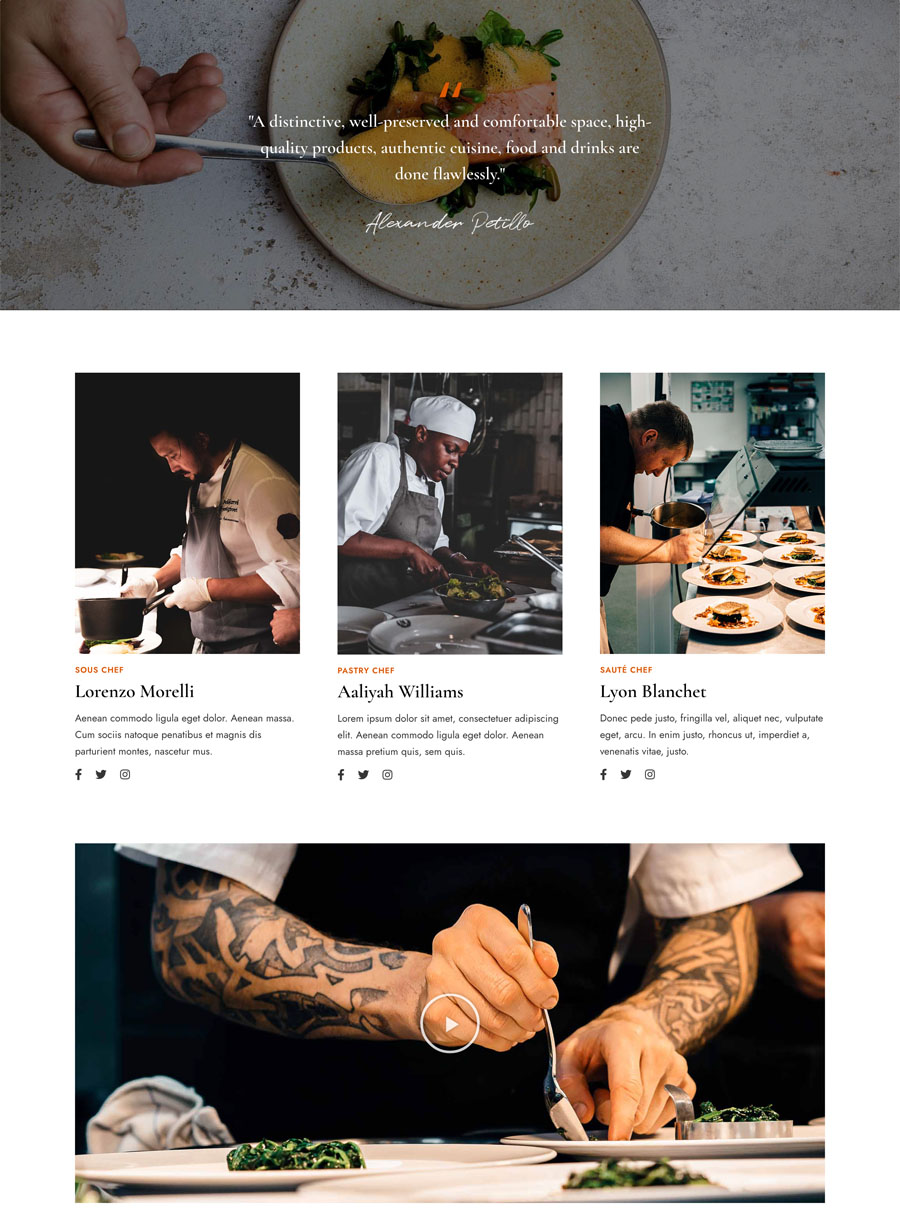 "A distinctive, well-preserved and comfortable space, high-
quality products, authentic cuisine, food and drinks are
done flawlessly."
Alexander Petillo
SOUS CHEF
Lorenzo Morelli
Aenean commodo ligula eget dolor. Aenean massa.
Cum sociis natoque penatibus et magnis dis
parturient montes, nascetur mus.
PASTRY CHEF
Aaliyah Williams
Lorem ipsum dolor sit amet, consectetuer adipiscing
elit. Aenean commodo ligula eget dolor. Aenean
massa pretium quis, sem quis.
SAUTÉ CHEF
Lyon Blanchet
Donec pede justo, fringilla vel, aliquet nec, vulputate
eget, arcu. In enim justo, rhoncus ut, imperdiet a,
venenatis vitae, justo.